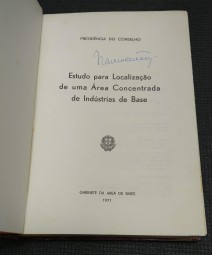 PRESIDÊNCIA DO CONSELHO
Estudo para Localização
de uma Área Concentrada
de Indústrias de Base
GABINETE DA ÁREA DE SINES
1971